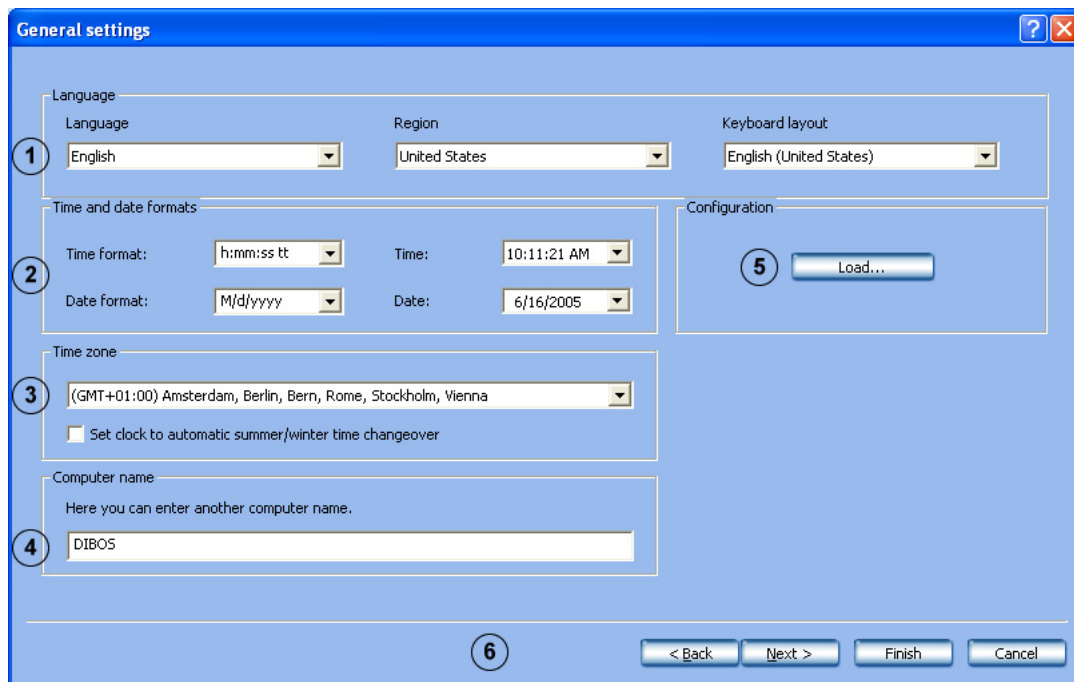 General settings
Language
Language Region Keyboard layout
1 English United States English (United States)
Time and date formats Configuration
Time format: h:mm:ss tt Time: 10:11:21 AM
2 5 Load...
Date format: M/d/yyyy Date: 6/16/2005
Time zone
3 (GMT+01:00) Amsterdam, Berlin, Bern, Rome, Stockholm, Vienna
Set clock to automatic summer/winter time changeover
Computer name
Here you can enter another computer name.
4 DIBOS
6 < Back Next > Finish Cancel